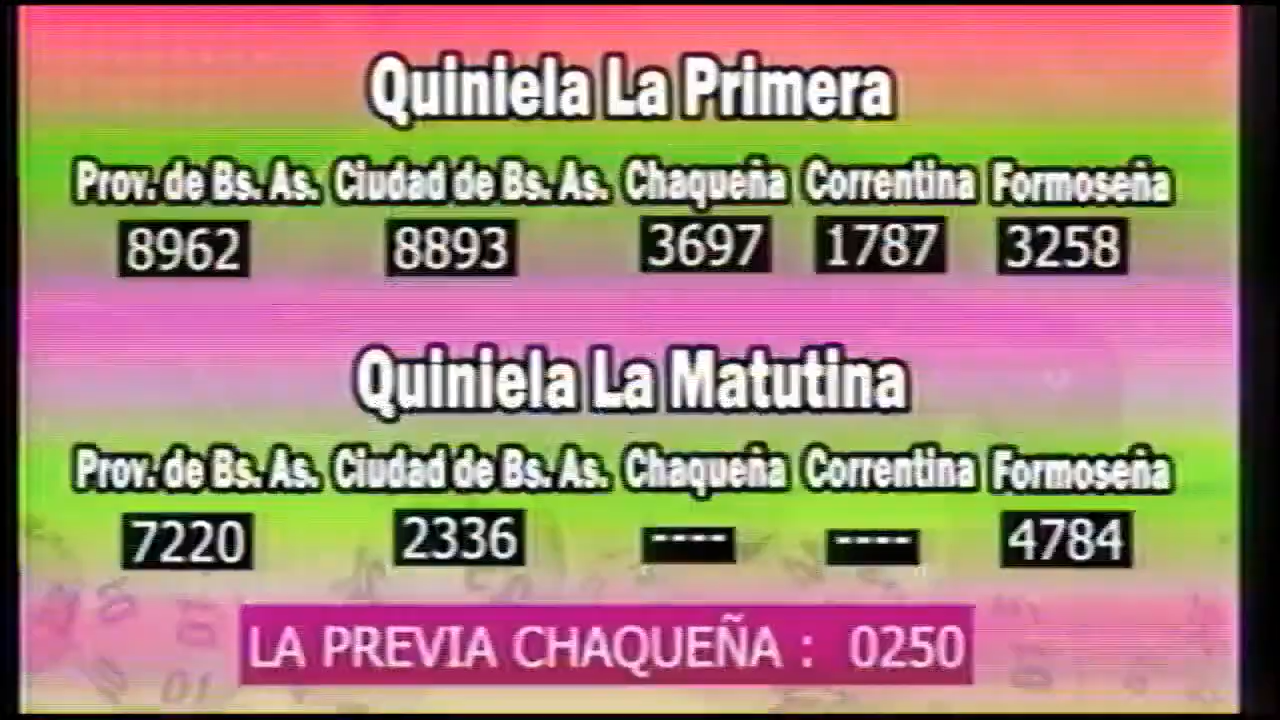 Quiniela La Primera
Prov. de Bs. As. Ciudad de Bs. As. Chaqueña Correntina Formoseña
8962 8893 3697 1787 3258
Quiniela La Matutina
Prov. de Bs. As. Ciudad de Bs. As. Chaqueña Correntina Formoseña
7220 2336 ---- ---- 4784
LA PREVIA CHAQUEÑA : 0250